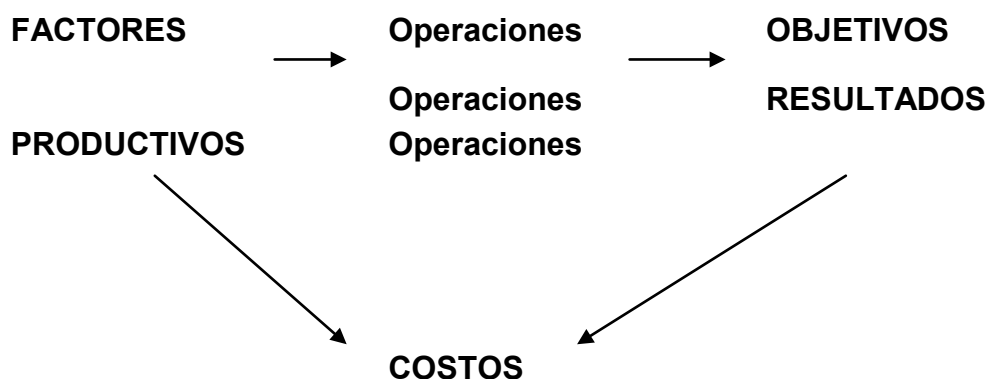 FACTORES Operaciones OBJETIVOS
Operaciones RESULTADOS
PRODUCTIVOS Operaciones
COSTOS